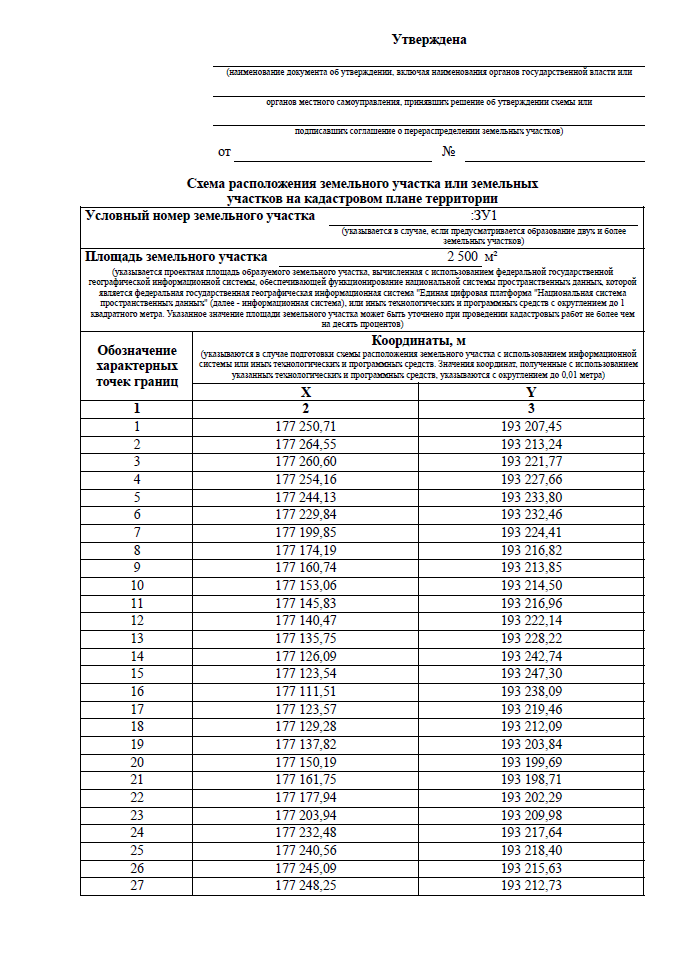 Утверждена
(наименование документа об утверждении, включая наименования органов государственной власти или
органов местного самоуправления, принявших решение об утверждении схемы или
подписавших соглашение о перераспределении земельных участков)
от №
Схема расположения земельного участка или земельных
участков на кадастровом плане территории
Условный номер земельного участка :ЗУ1
(указывается в случае, если предусматривается образование двух и более
земельных участков)
Площадь земельного участка 2 500 м²
(указывается проектная площадь образуемого земельного участка, вычисленная с использованием федеральной государственной
географической информационной системы, обеспечивающей функционирование национальной системы пространственных данных, которой
является федеральная государственная географическая информационная система "Единая цифровая платформа "Национальная система
пространственных данных" (далее - информационная система), или иных технологических и программных средств с округлением до 1
квадратного метра. Указанное значение площади земельного участка может быть уточнено при проведении кадастровых работ не более чем
на десять процентов)
Обозначение
характерных
точек границ
Координаты, м
(указываются в случае подготовки схемы расположения земельного участка с использованием информационной
системы или иных технологических и программных средств. Значения координат, полученные с использованием
указанных технологических и программных средств, указываются с округлением до 0,01 метра)
X Y
1 2 3
1 177 250,71 193 207,45
2 177 264,55 193 213,24
3 177 260,60 193 221,77
4 177 254,16 193 227,66
5 177 244,13 193 233,80
6 177 229,84 193 232,46
7 177 199,85 193 224,41
8 177 174,19 193 216,82
9 177 160,74 193 213,85
10 177 153,06 193 214,50
11 177 145,83 193 216,96
12 177 140,47 193 222,14
13 177 135,75 193 228,22
14 177 126,09 193 242,74
15 177 123,54 193 247,30
16 177 111,51 193 238,09
17 177 123,57 193 219,46
18 177 129,28 193 212,09
19 177 137,82 193 203,84
20 177 150,19 193 199,69
21 177 161,75 193 198,71
22 177 177,94 193 202,29
23 177 203,94 193 209,98
24 177 232,48 193 217,64
25 177 240,56 193 218,40
26 177 245,09 193 215,63
27 177 248,25 193 212,73